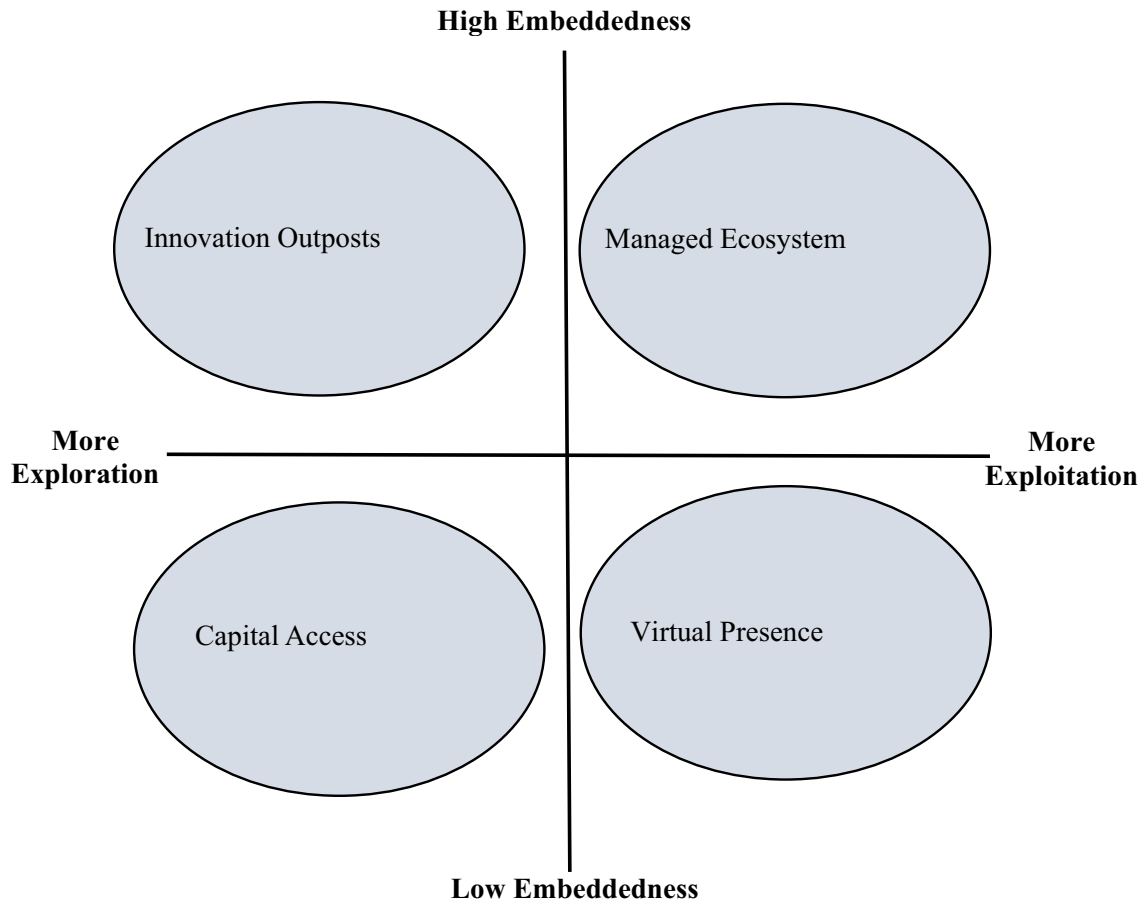 High Embeddedness
Innovation Outposts
Managed Ecosystem
More
Exploration
More
Exploitation
Capital Access
Virtual Presence
Low Embeddedness